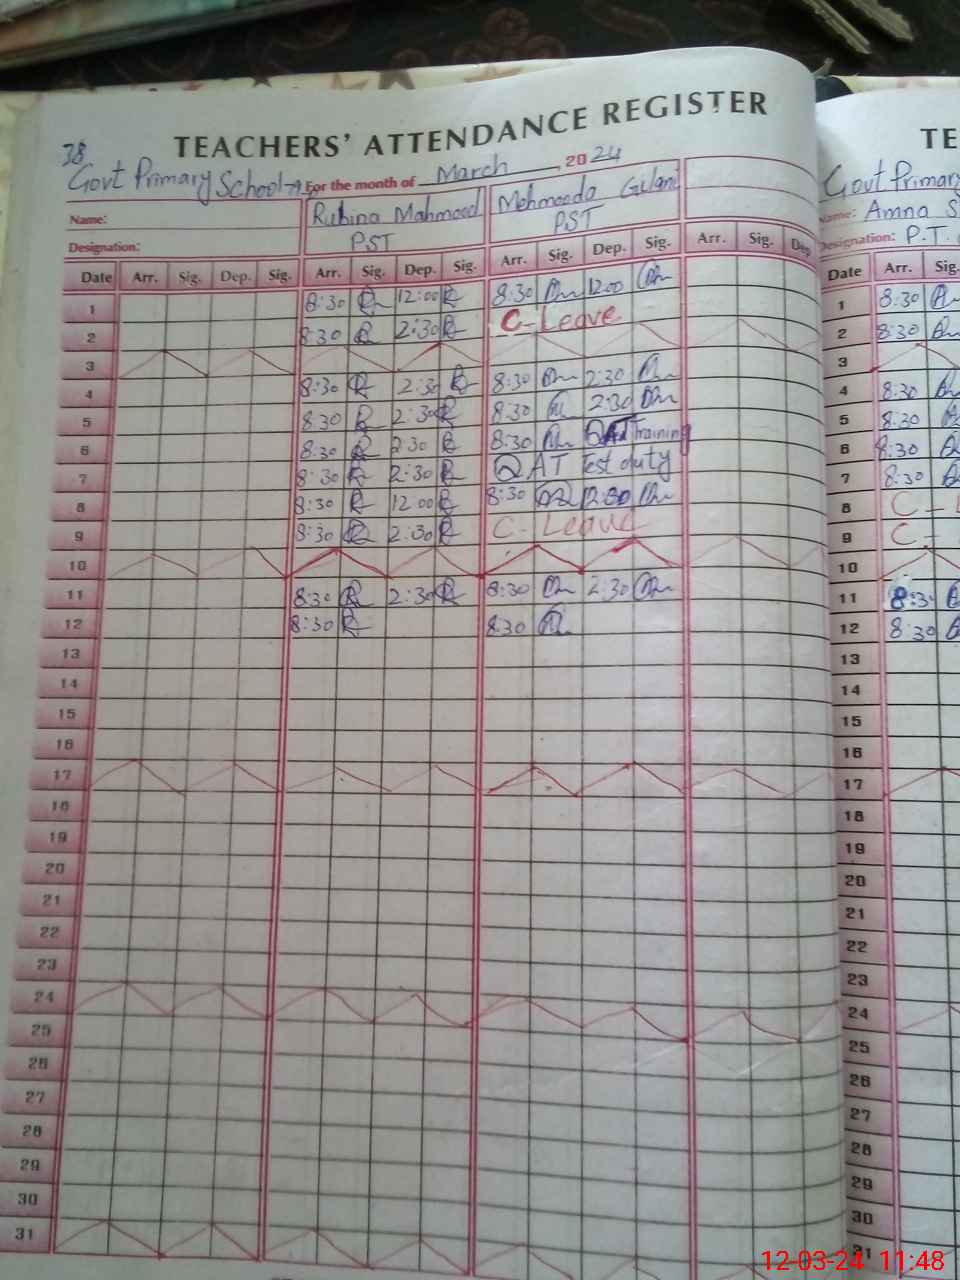 38.
TEACHERS' ATTENDANCE REGISTER
Govt Primary School For the month of March, 2024
Name: Rubina Mahmood Mehmooda Gilani
Designation: PST PST
Date Arr. Sig. Dep. Sig. Arr. Sig. Dep. Sig. Arr. Sig. Dep. Sig. Arr. Sig. Dep
1 8:30 12:00 8:30 12:00
2 8:30 2:30 C-Leave
3
4 8:30 2:30 8:30 2:30
5 8:30 2:30 8:30 2:30
6 8:30 2:30 8:30 QAT Training
7 8:30 2:30 QAT Test duty
8 8:30 12:00 8:30
9 8:30 2:30 C-Leave
10
11 8:30 2:30 8:30 2:30
12 8:30 8:30
13
14
15
16
17
18
19
20
21
22
23
24
25
26
27
28
29
30
31
TE
Govt Primary
Name: Amna S
Designation: P.T.
Date Arr. Sig.
1 8:30
2 8:30
3
4 8:30
5 8:30
6 8:30
7 8:30
8 C-L
9 C-
10
11 8:3
12 8:30
13
14
15
16
17
18
19
20
21
22
23
24
25
26
27
28
29
30
31
12-03-24 11:48